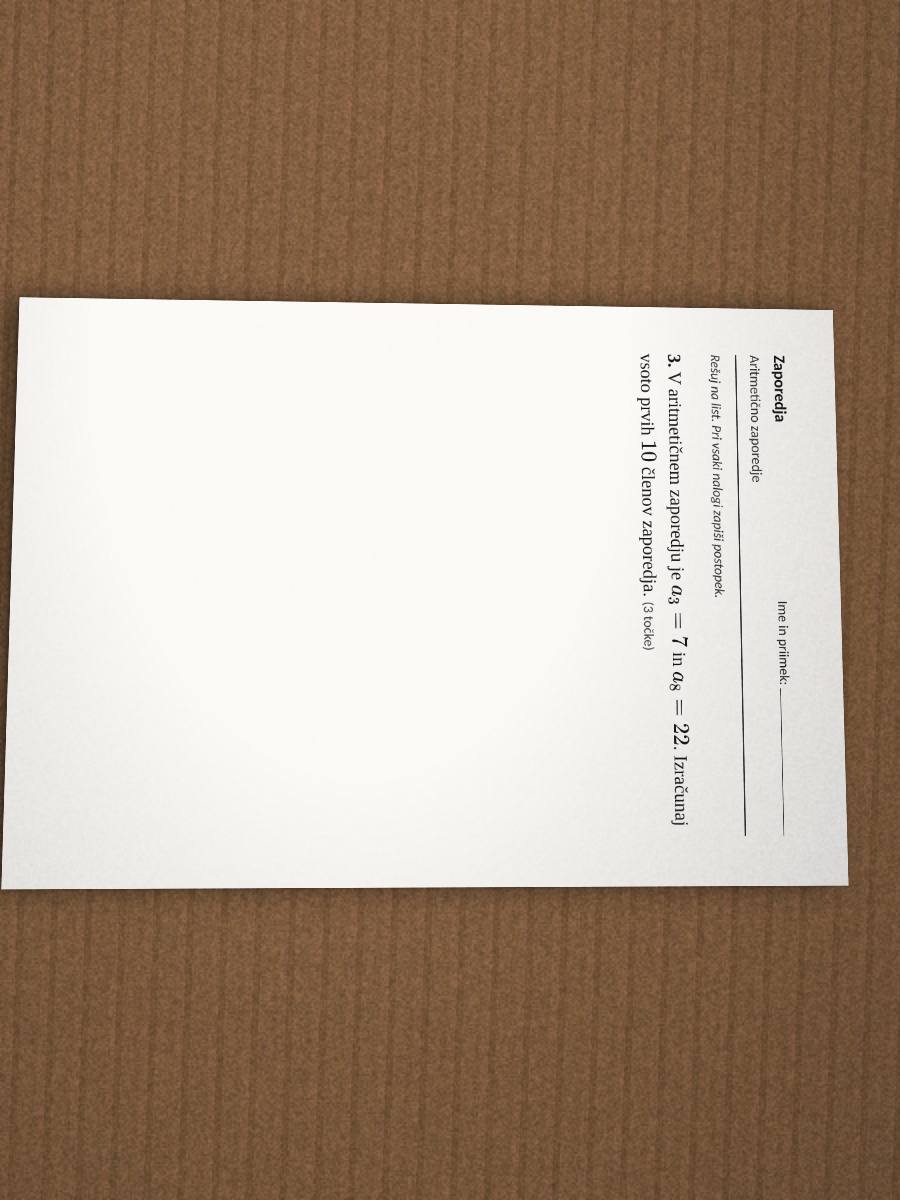 Zaporedja
Ime in priimek:
Aritmetično zaporedje
Rešuj na list. Pri vsaki nalogi zapiši postopek.
3. V aritmetičnem zaporedju je a₃ = 7 in a₈ = 22. Izračunaj
vsoto prvih 10 členov zaporedja. (3 točke)